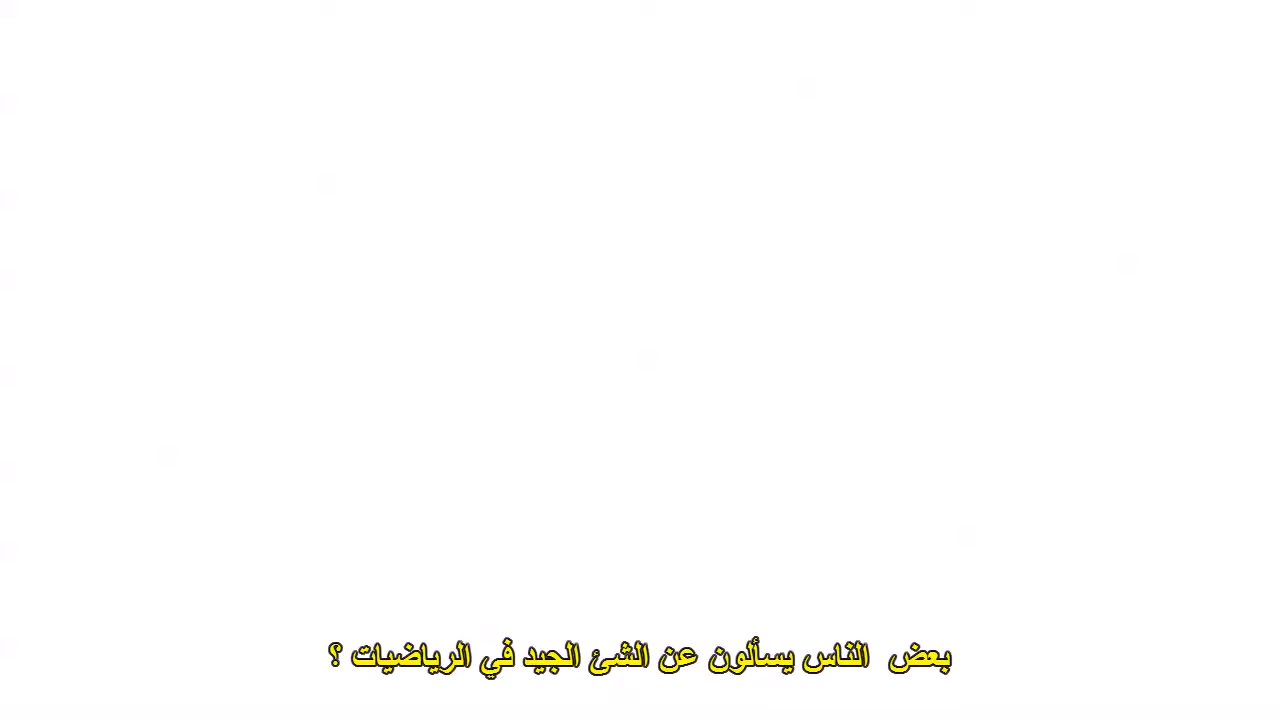 بعض  الناس يسألون عن الشئ الجيد في الرياضيات ؟